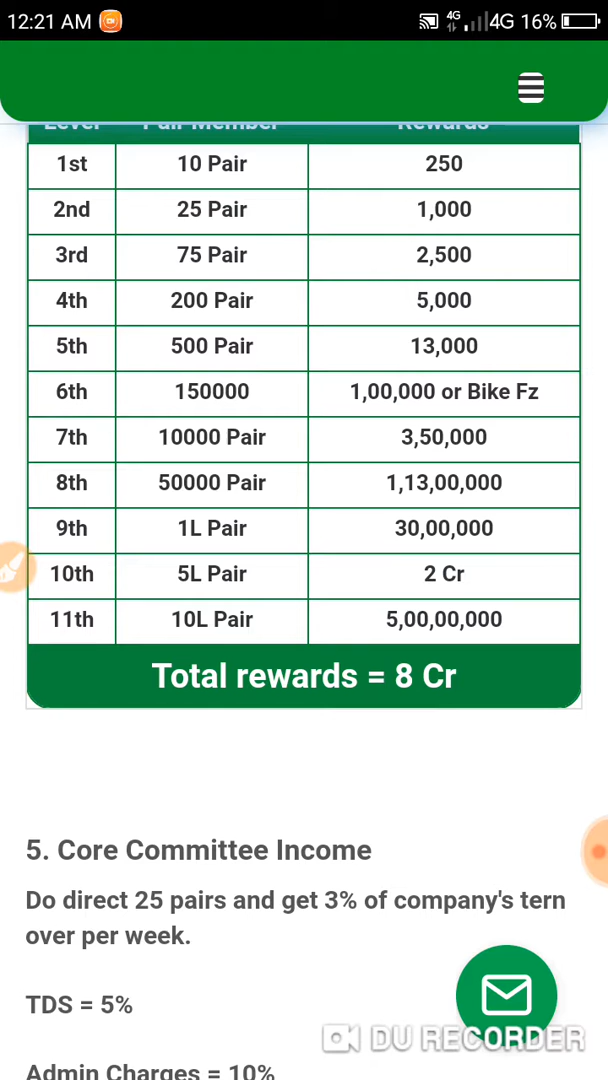 12:21 AM 4G 4G 16%
Level Pair Member Rewards
1st 10 Pair 250
2nd 25 Pair 1,000
3rd 75 Pair 2,500
4th 200 Pair 5,000
5th 500 Pair 13,000
6th 150000 1,00,000 or Bike Fz
7th 10000 Pair 3,50,000
8th 50000 Pair 1,13,00,000
9th 1L Pair 30,00,000
10th 5L Pair 2 Cr
11th 10L Pair 5,00,00,000
Total rewards = 8 Cr
5. Core Committee Income
Do direct 25 pairs and get 3% of company's tern
over per week.
TDS = 5%
DU RECORDER
Admin Charges = 10%